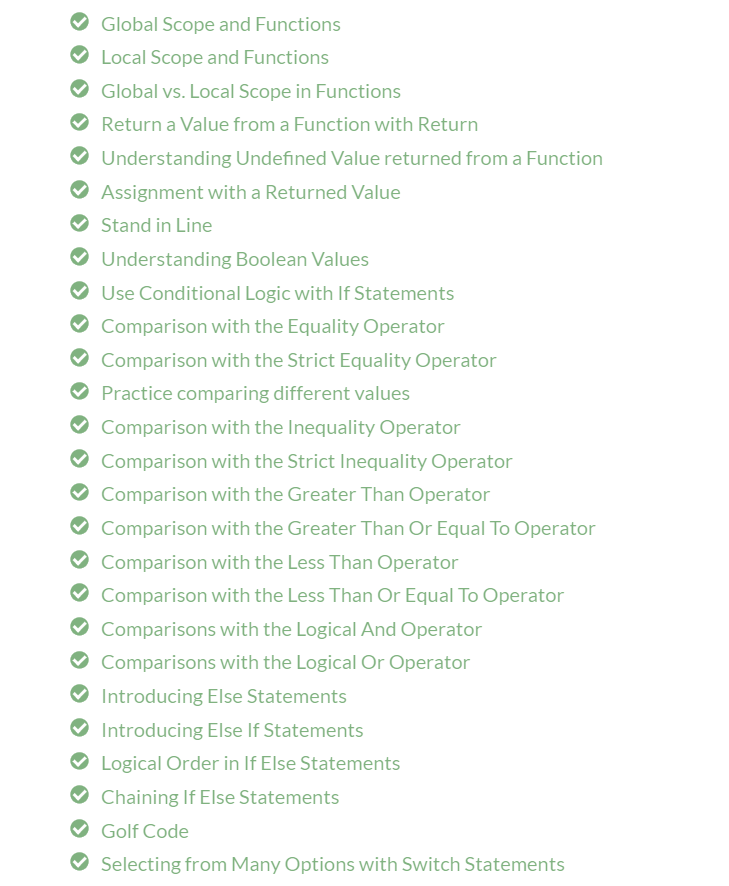 Global Scope and Functions
Local Scope and Functions
Global vs. Local Scope in Functions
Return a Value from a Function with Return
Understanding Undefined Value returned from a Function
Assignment with a Returned Value
Stand in Line
Understanding Boolean Values
Use Conditional Logic with If Statements
Comparison with the Equality Operator
Comparison with the Strict Equality Operator
Practice comparing different values
Comparison with the Inequality Operator
Comparison with the Strict Inequality Operator
Comparison with the Greater Than Operator
Comparison with the Greater Than Or Equal To Operator
Comparison with the Less Than Operator
Comparison with the Less Than Or Equal To Operator
Comparisons with the Logical And Operator
Comparisons with the Logical Or Operator
Introducing Else Statements
Introducing Else If Statements
Logical Order in If Else Statements
Chaining If Else Statements
Golf Code
Selecting from Many Options with Switch Statements